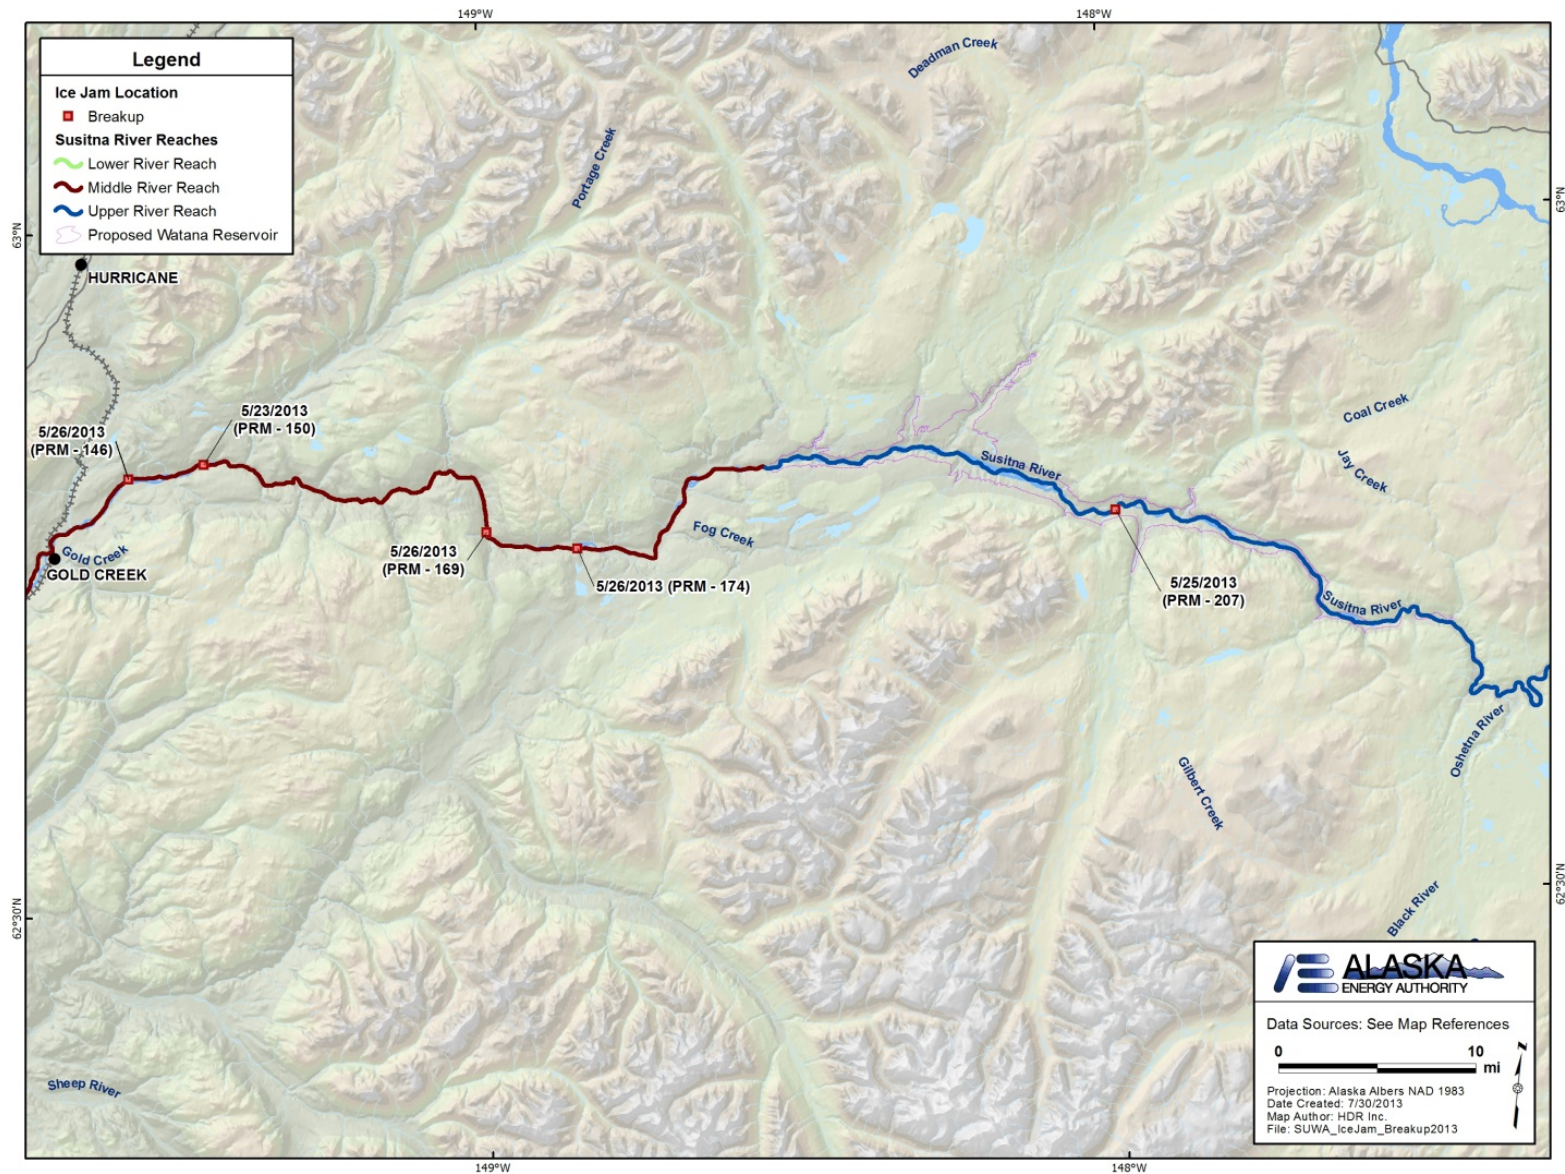 149°W
148°W
Legend
Ice Jam Location
Breakup
Susitna River Reaches
Lower River Reach
Middle River Reach
Upper River Reach
Proposed Watana Reservoir
Deadman Creek
Portage Creek
63°N
63°N
HURRICANE
5/23/2013
(PRM - 150)
5/26/2013
(PRM - 146)
Coal Creek
Jay Creek
Susitna River
Fog Creek
Gold Creek
GOLD CREEK
5/26/2013
(PRM - 169)
5/26/2013 (PRM - 174)
5/25/2013
(PRM - 207)
Susitna River
Oshetna River
Gilbert Creek
Black River
62°30'N
62°30'N
Sheep River
ALASKA
ENERGY AUTHORITY
Data Sources: See Map References
0 10
mi
N
Projection: Alaska Albers NAD 1983
Date Created: 7/30/2013
Map Author: HDR Inc.
File: SUWA_IceJam_Breakup2013
149°W
148°W